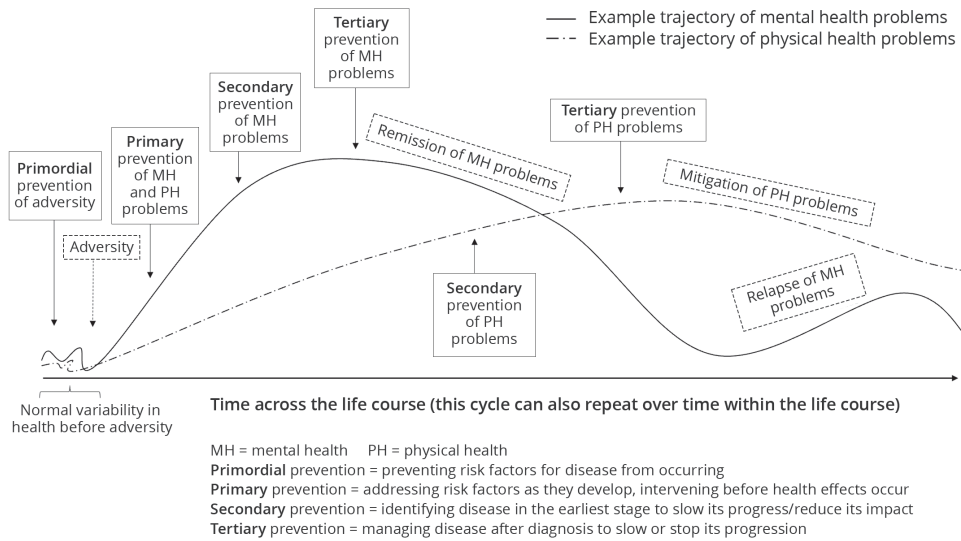 Example trajectory of mental health problems
Example trajectory of physical health problems
Tertiary
prevention
of MH
problems
Secondary
prevention
of MH
problems
Primary
prevention
of MH
and PH
problems
Primordial
prevention
of adversity
Adversity
Remission of MH problems
Tertiary prevention
of PH problems
Mitigation of PH problems
Secondary
prevention
of PH
problems
Relapse of MH
problems
Normal variability in
health before adversity
Time across the life course (this cycle can also repeat over time within the life course)
MH = mental health PH = physical health
Primordial prevention = preventing risk factors for disease from occurring
Primary prevention = addressing risk factors as they develop, intervening before health effects occur
Secondary prevention = identifying disease in the earliest stage to slow its progress/reduce its impact
Tertiary prevention = managing disease after diagnosis to slow or stop its progression